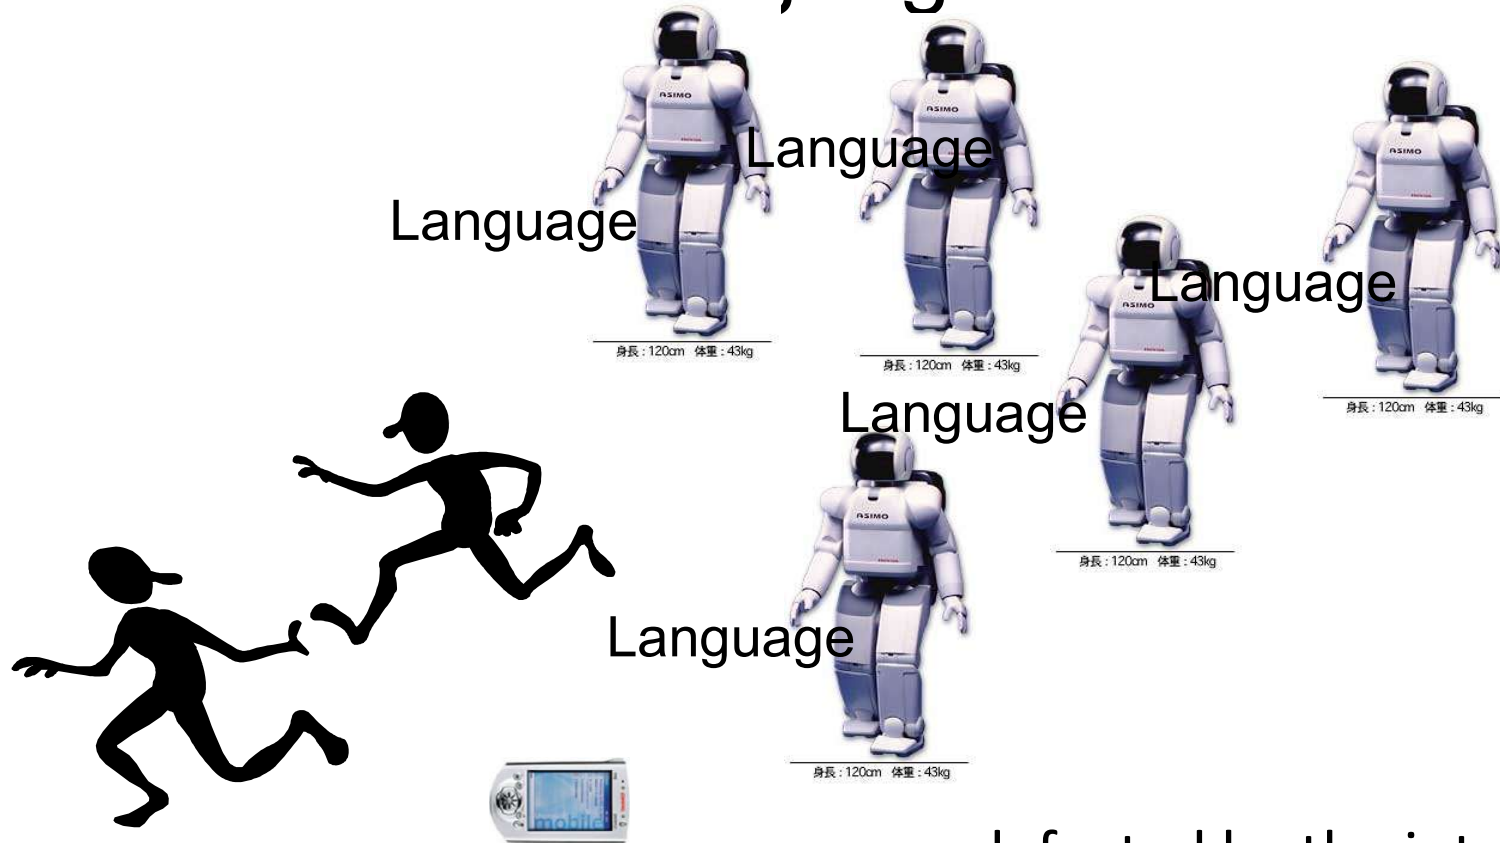 ASIMO
ASIMO
Language
ASIMO
Language
身長 : 120cm 体重 : 43kg
身長 : 120cm 体重 : 43kg
Language
ASIMO
身長 : 120cm 体重 : 43kg
Language
ASIMO
身長 : 120cm 体重 : 43kg
Language
身長 : 120cm 体重 : 43kg
mobile